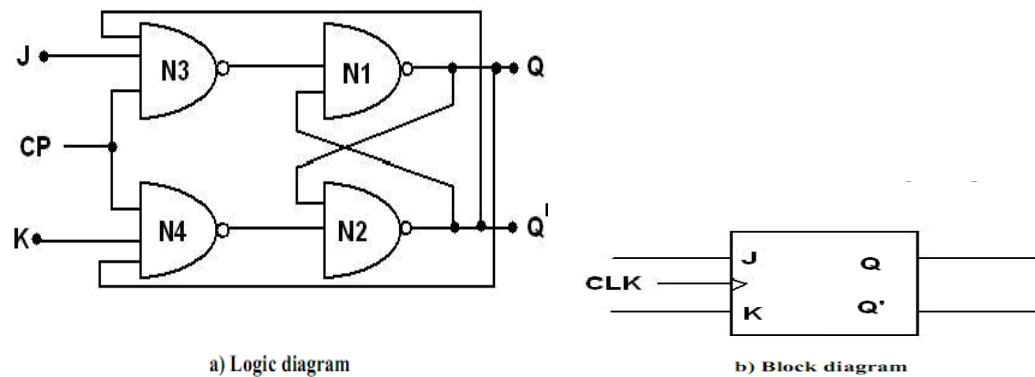 J
N3
N1
Q
CP
K
N4
N2
Q'
a) Logic diagram
J
Q
CLK
K
Q'
b) Block diagram